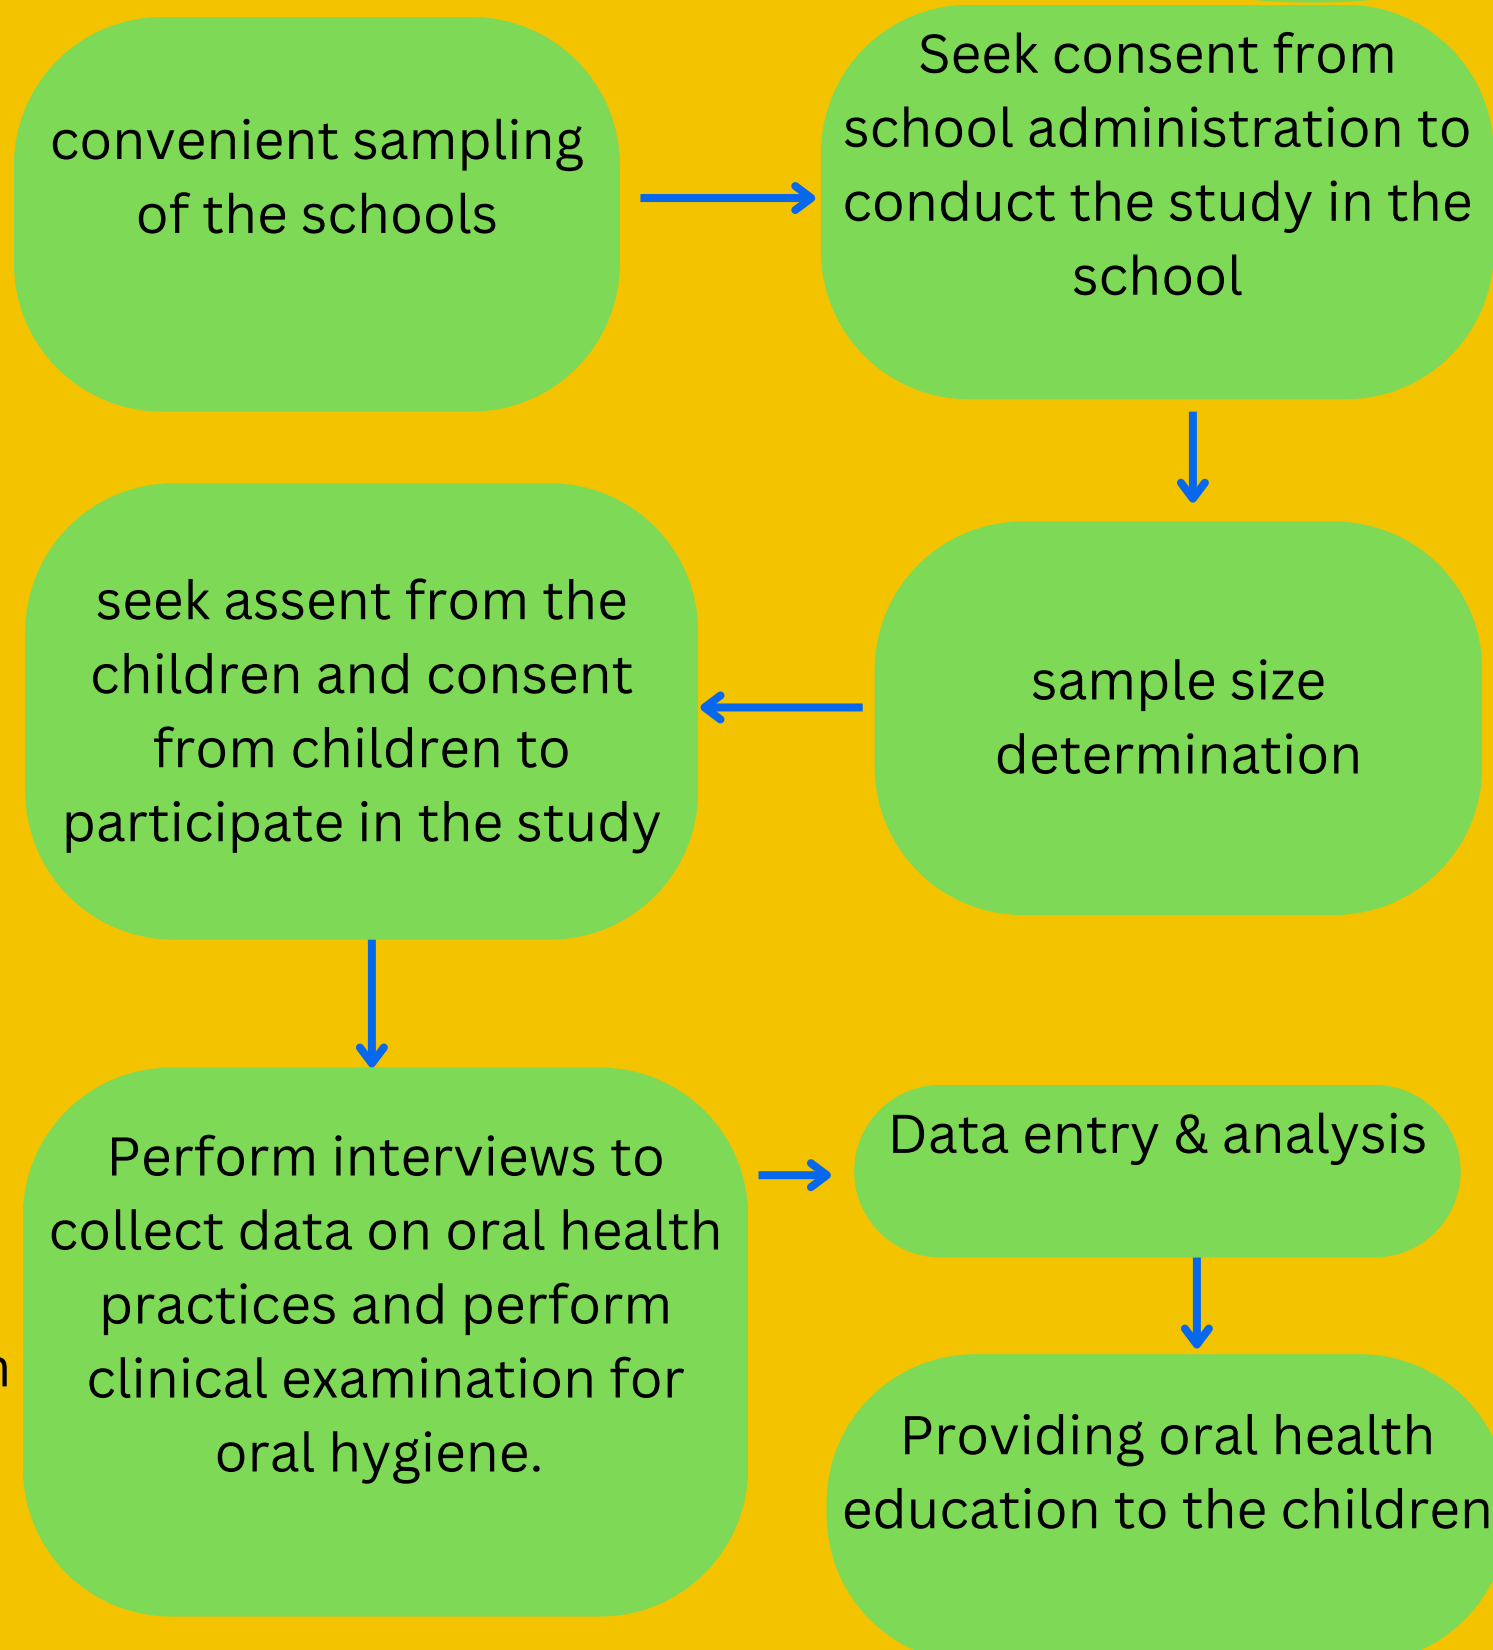 convenient sampling
of the schools
Seek consent from
school administration to
conduct the study in the
school
sample size
determination
seek assent from the
children and consent
from children to
participate in the study
Perform interviews to
collect data on oral health
practices and perform
clinical examination for
oral hygiene.
Data entry & analysis
Providing oral health
education to the children